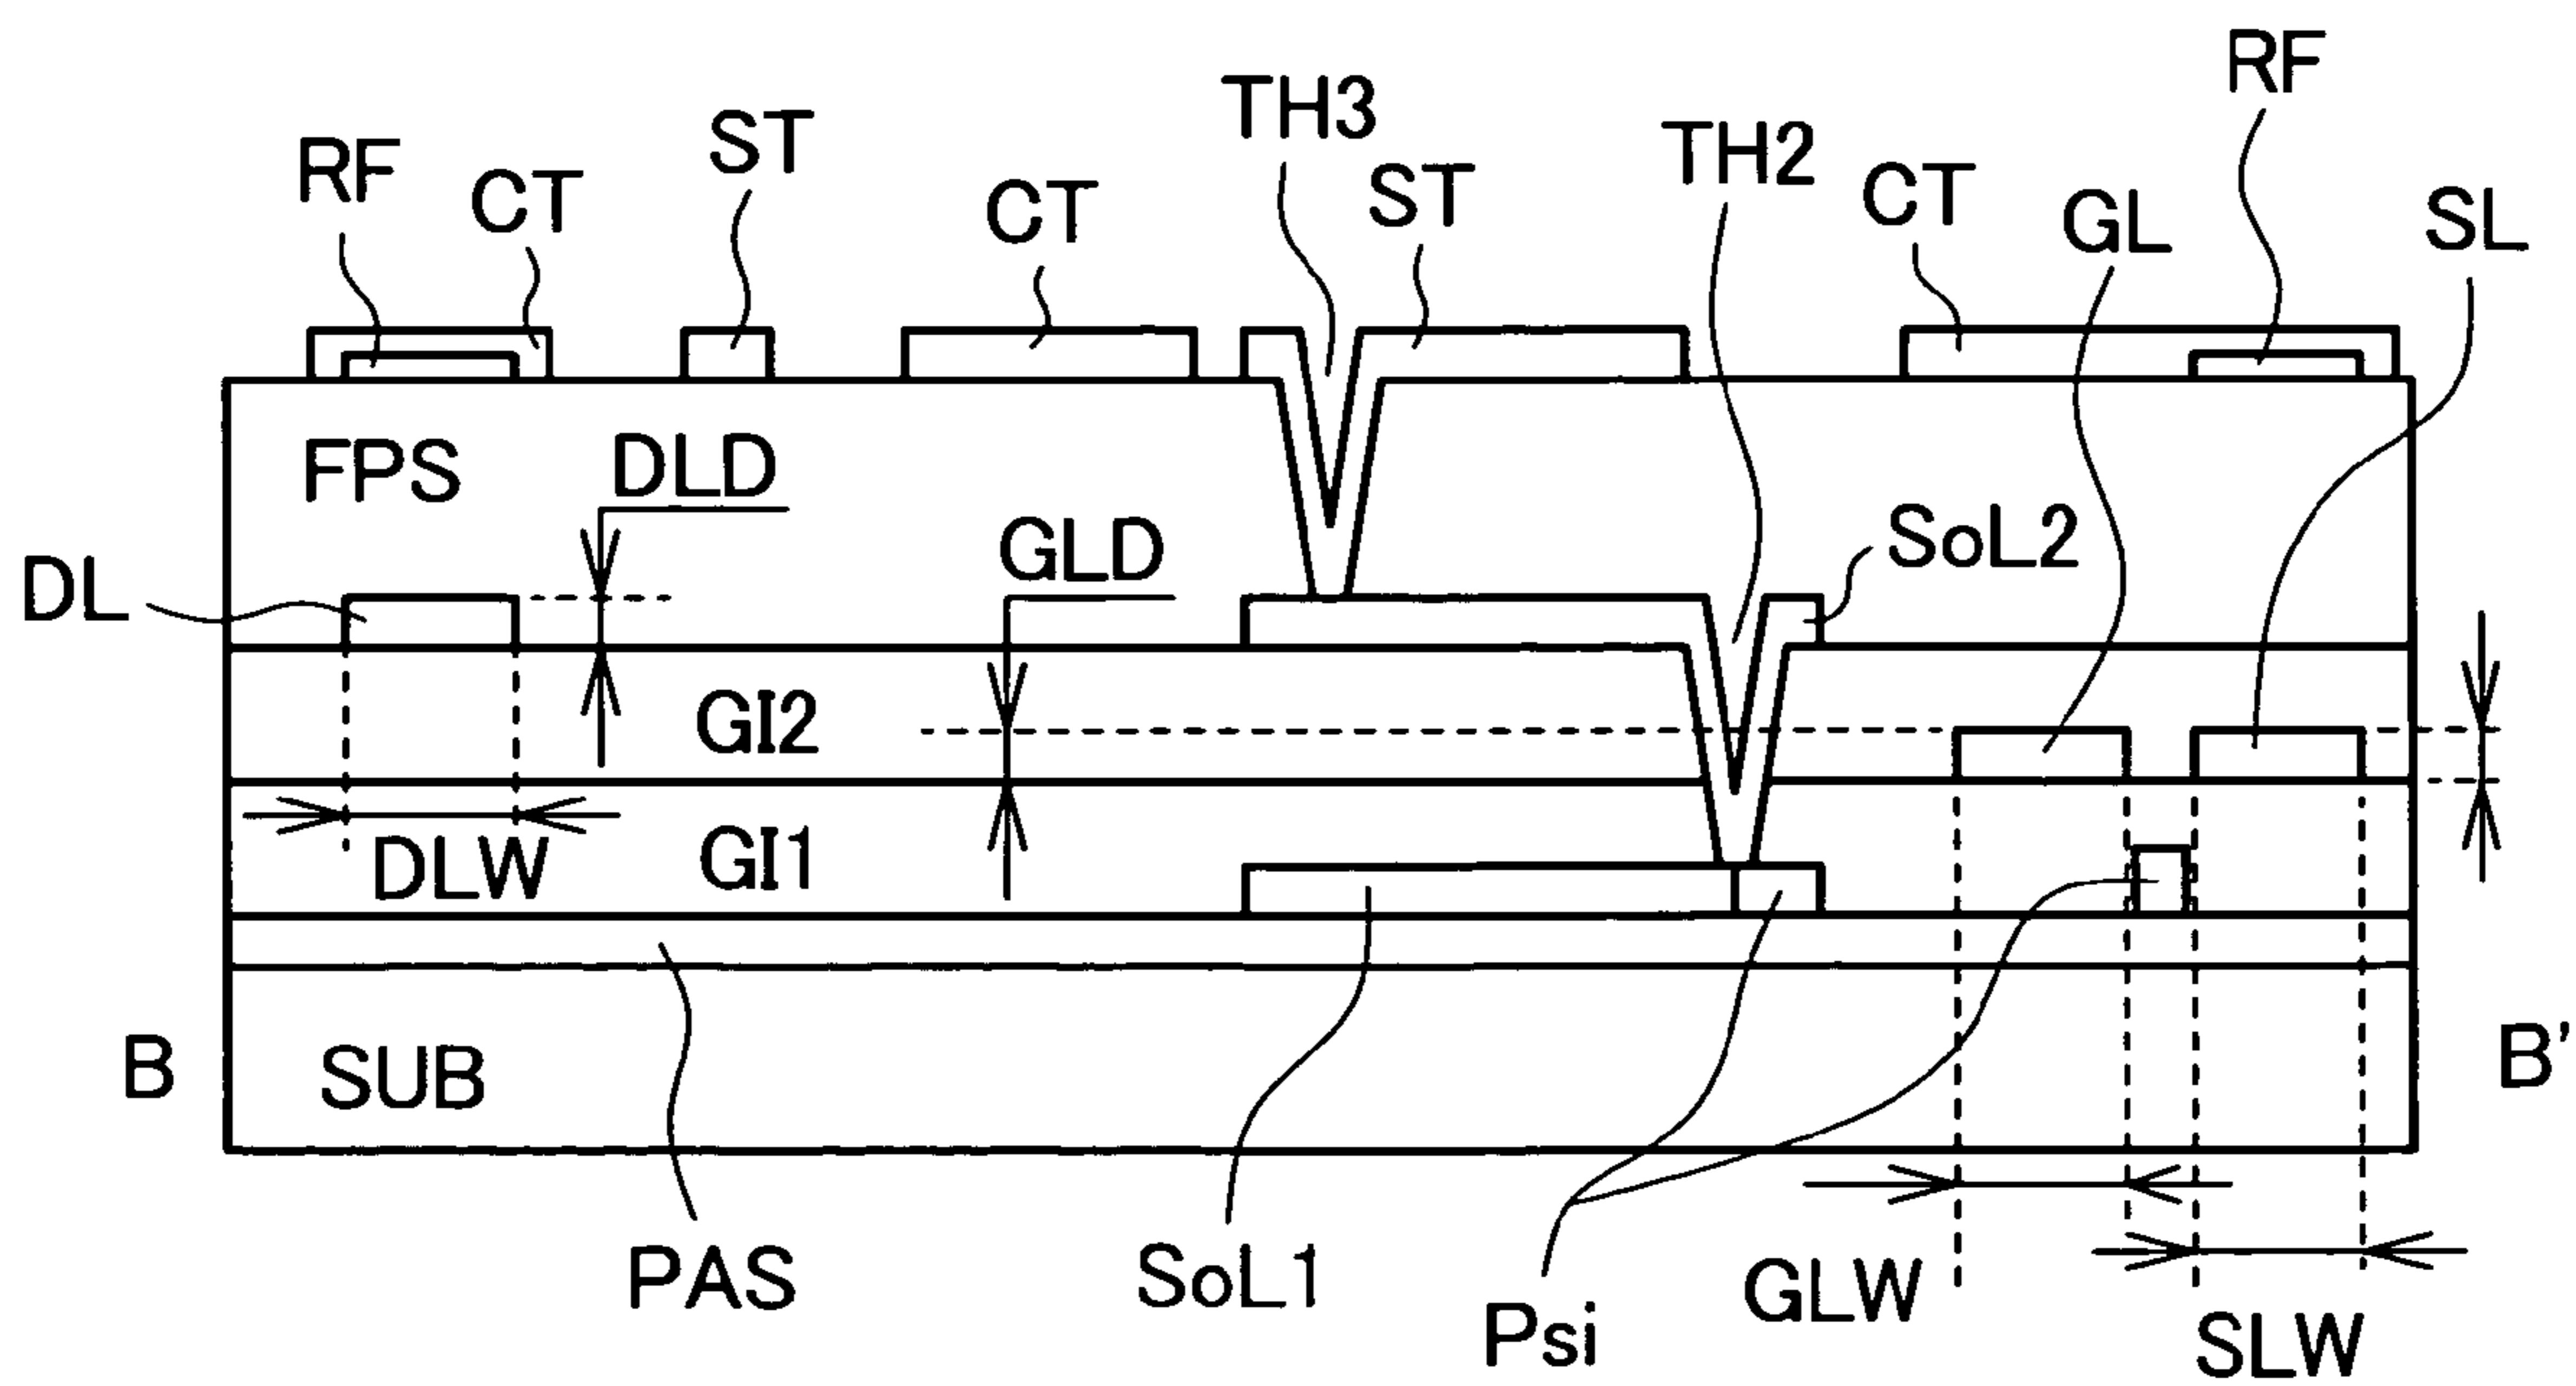 RF
TH3
ST
TH2
RF
CT
CT
ST
CT
GL
SL
FPS
DLD
GLD
SoL2
DL
GI2
GI1
DLW
B
SUB
B'
PAS
SoL1
Psi
GLW
SLW